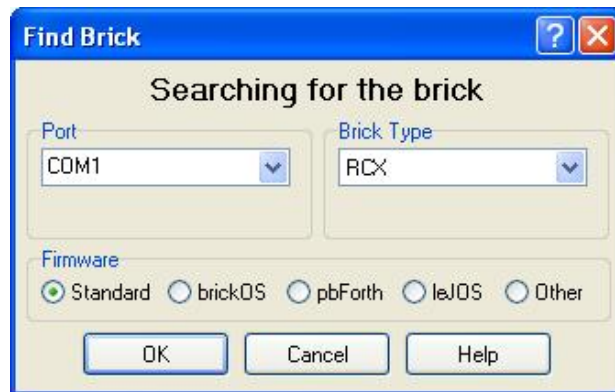 Find Brick
Searching for the brick
Port
Brick Type
COM1
RCX
Firmware
Standard brickOS pbForth leJOS Other
OK Cancel Help